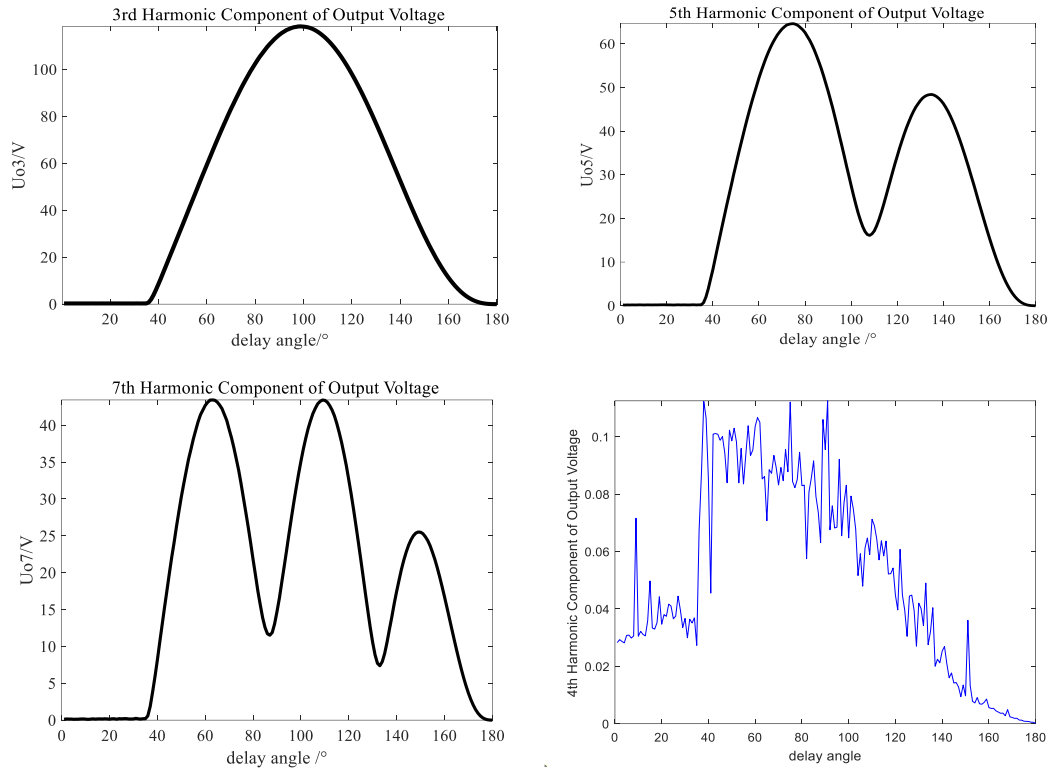 3rd Harmonic Component of Output Voltage
100
80
60
40
20
0
Uo3/V
20 40 60 80 100 120 140 160 180
delay angle/°
5th Harmonic Component of Output Voltage
60
50
40
30
20
10
0
Uo5/V
0 20 40 60 80 100 120 140 160 180
delay angle /°
7th Harmonic Component of Output Voltage
40
35
30
25
20
15
10
5
0
Uo7/V
0 20 40 60 80 100 120 140 160 180
delay angle /°
0.1
0.08
0.06
0.04
0.02
0
4th Harmonic Component of Output Voltage
0 20 40 60 80 100 120 140 160 180
delay angle